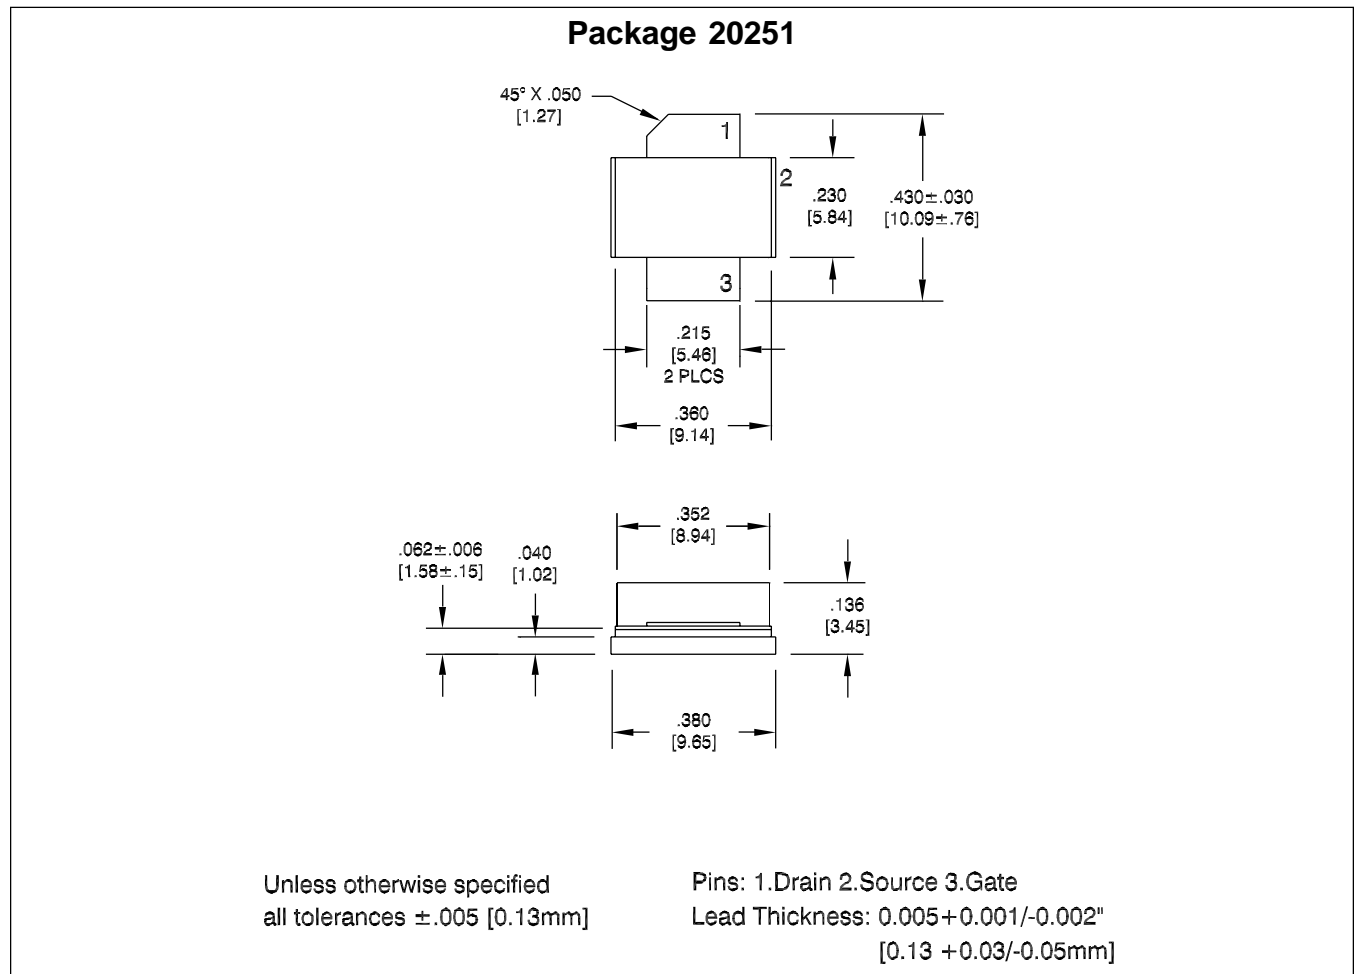 Package 20251
45° X .050
[1.27]
1
2
.230
[5.84]
.430±.030
[10.09±.76]
3
.215
[5.46]
2 PLCS
.360
[9.14]
.352
[8.94]
.062±.006
[1.58±.15]
.040
[1.02]
.136
[3.45]
.380
[9.65]
Unless otherwise specified
all tolerances ±.005 [0.13mm]
Pins: 1.Drain 2.Source 3.Gate
Lead Thickness: 0.005+0.001/-0.002"
[0.13 +0.03/-0.05mm]